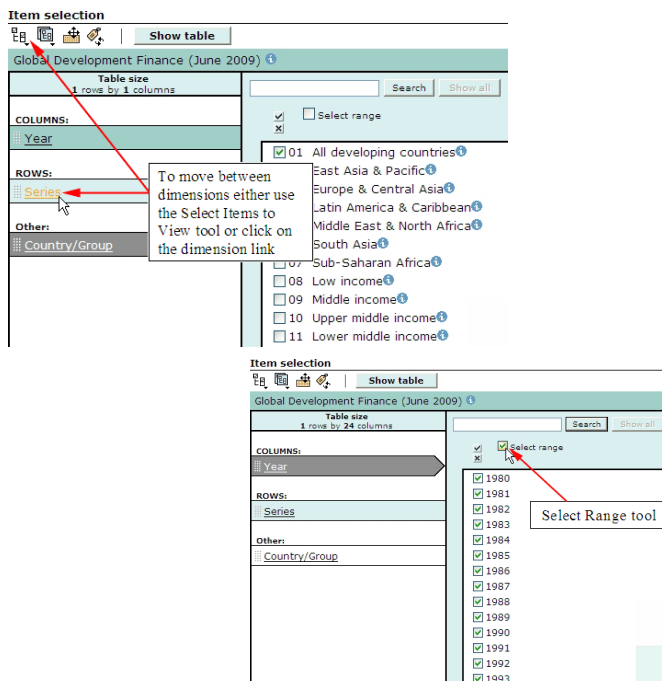 Item selection
Show table
Global Development Finance (June 2009)
Table size
1 rows by 1 columns
COLUMNS:
Year
ROWS:
Series
Other:
Country/Group
Search
Show all
Select range
01 All developing countries
East Asia & Pacific
Europe & Central Asia
Latin America & Caribbean
Middle East & North Africa
South Asia
07 Sub-Saharan Africa
08 Low income
09 Middle income
10 Upper middle income
11 Lower middle income
To move between
dimensions either use
the Select Items to
View tool or click on
the dimension link
Item selection
Show table
Global Development Finance (June 2009)
Table size
1 rows by 24 columns
COLUMNS:
Year
ROWS:
Series
Other:
Country/Group
Search
Show all
Select range
1980
1981
1982
1983
1984
1985
1986
1987
1988
1989
1990
1991
1992
1993
Select Range tool